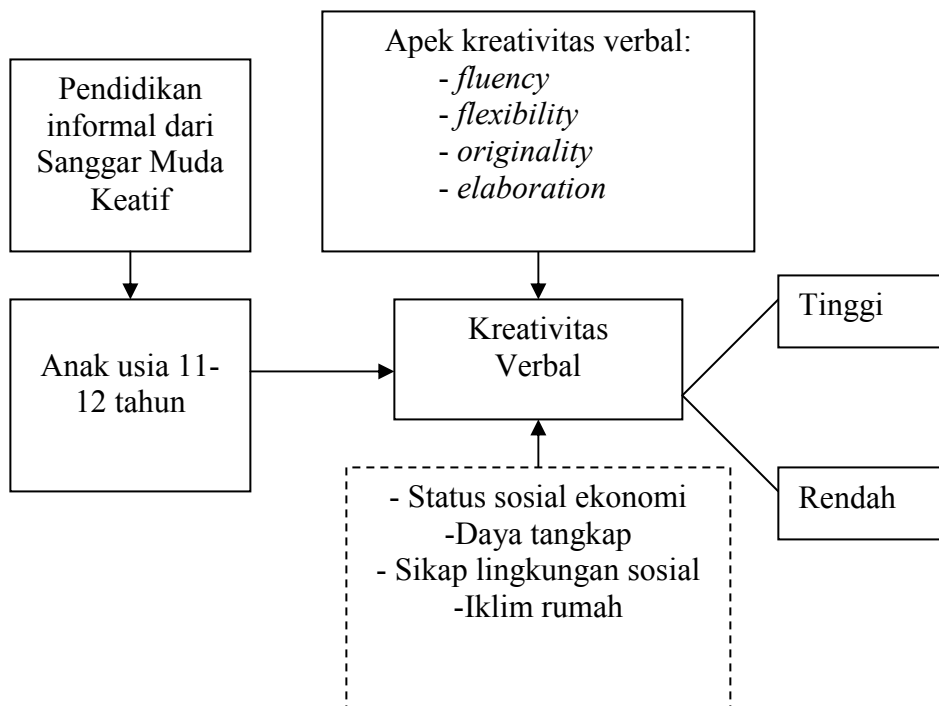 Pendidikan
informal dari
Sanggar Muda
Keatif
Apek kreativitas verbal:
- fluency
- flexibility
- originality
- elaboration
Anak usia 11-
12 tahun
Kreativitas
Verbal
Tinggi
Rendah
- Status sosial ekonomi
-Daya tangkap
- Sikap lingkungan sosial
-Iklim rumah